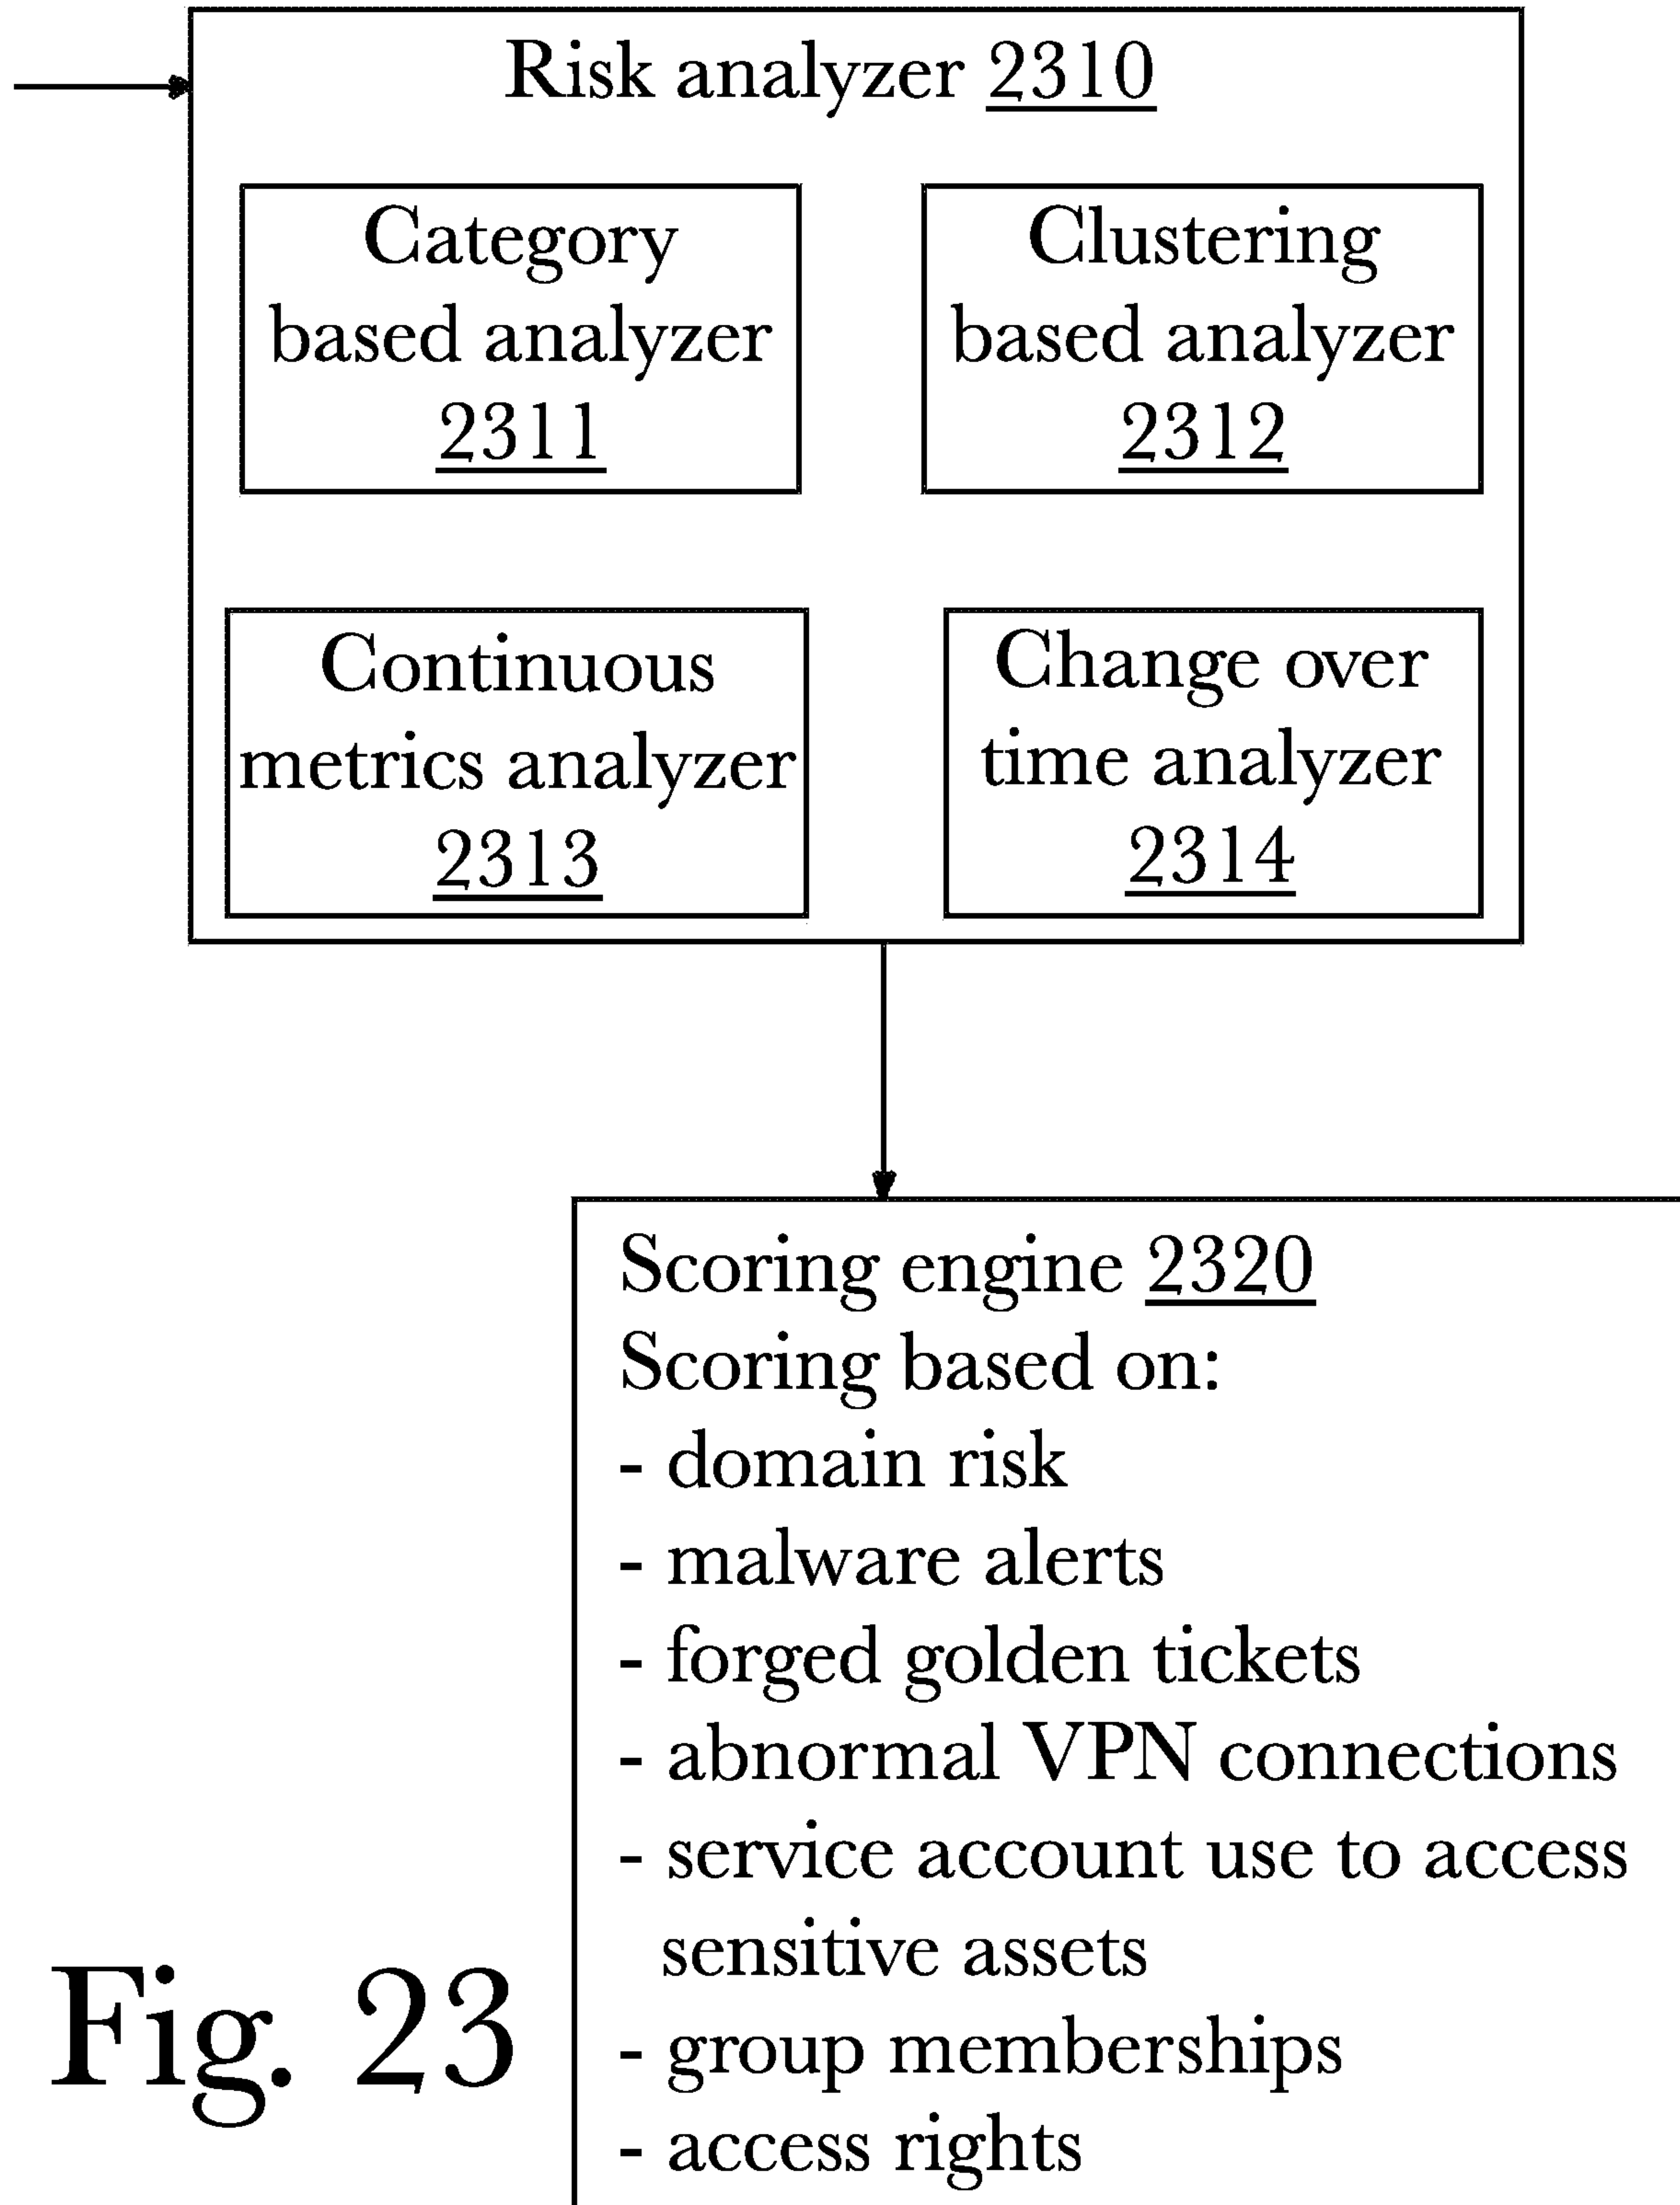 Risk analyzer 2310
Category
based analyzer
2311
Clustering
based analyzer
2312
Continuous
metrics analyzer
2313
Change over
time analyzer
2314
Scoring engine 2320
Scoring based on:
- domain risk
- malware alerts
- forged golden tickets
- abnormal VPN connections
- service account use to access
sensitive assets
- group memberships
- access rights
Fig. 23